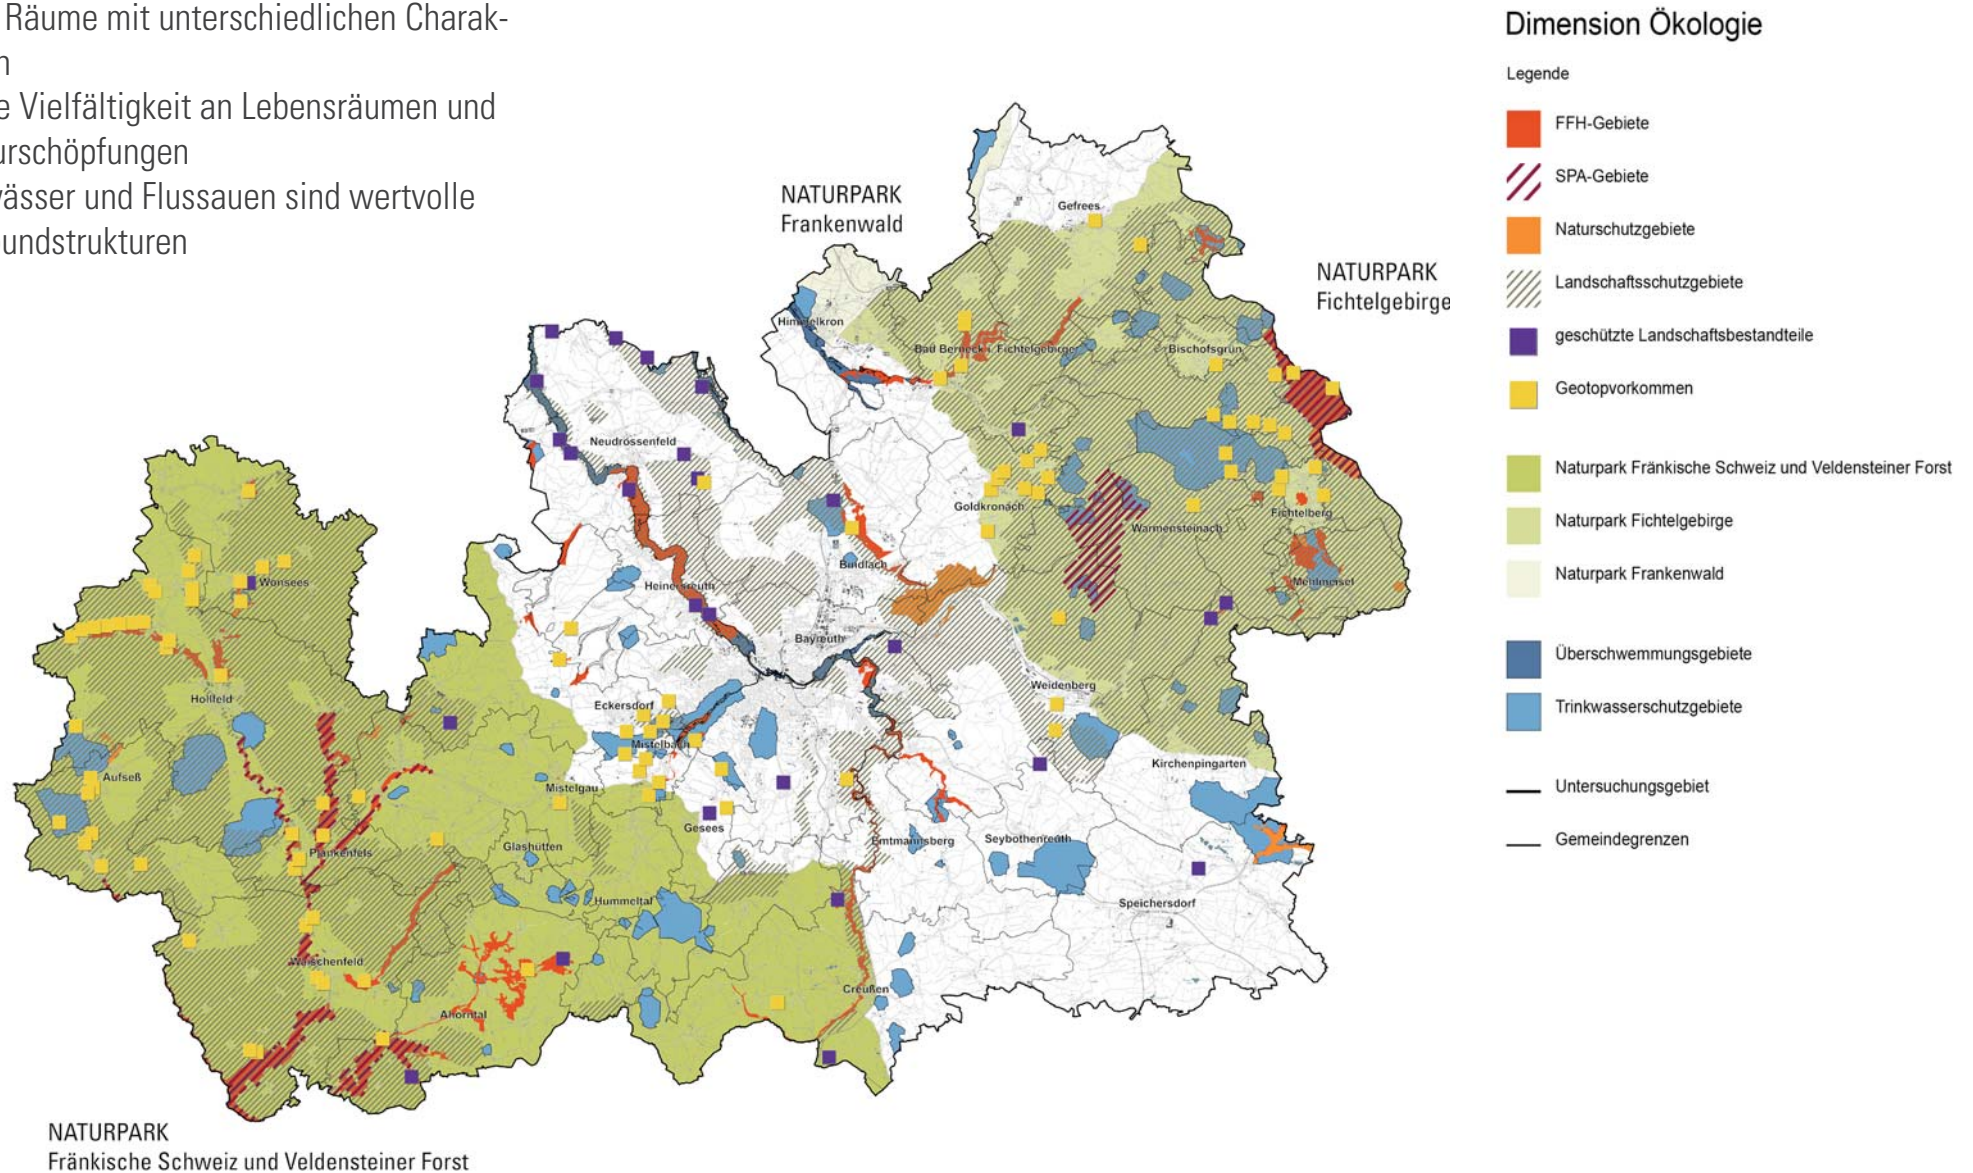 Räume mit unterschiedlichen Charak-
n
e Vielfältigkeit an Lebensräumen und
urschöpfungen
ässer und Flussauen sind wertvolle
undstrukturen
NATURPARK
Frankenwald
NATURPARK
Fichtelgebirge
Gefrees
Himmelkron
Bad Berneck i. Fichtelgebirge
Bischofsgrün
Neudrossenfeld
Goldkronach
Warmensteinach
Fichtelberg
Bindlach
Mehlmeisel
Wonsees
Heinersreuth
Bayreuth
Hollfeld
Eckersdorf
Weidenberg
Mistelbach
Kirchenpingarten
Aufseß
Mistelgau
Gesees
Emtmannsberg
Seybothenreuth
Plankenfels
Glashütten
Hummeltal
Speichersdorf
Waischenfeld
Creußen
Ahorntal
NATURPARK
Fränkische Schweiz und Veldensteiner Forst
Dimension Ökologie
Legende
FFH-Gebiete
SPA-Gebiete
Naturschutzgebiete
Landschaftsschutzgebiete
geschützte Landschaftsbestandteile
Geotopvorkommen
Naturpark Fränkische Schweiz und Veldensteiner Forst
Naturpark Fichtelgebirge
Naturpark Frankenwald
Überschwemmungsgebiete
Trinkwasserschutzgebiete
Untersuchungsgebiet
Gemeindegrenzen